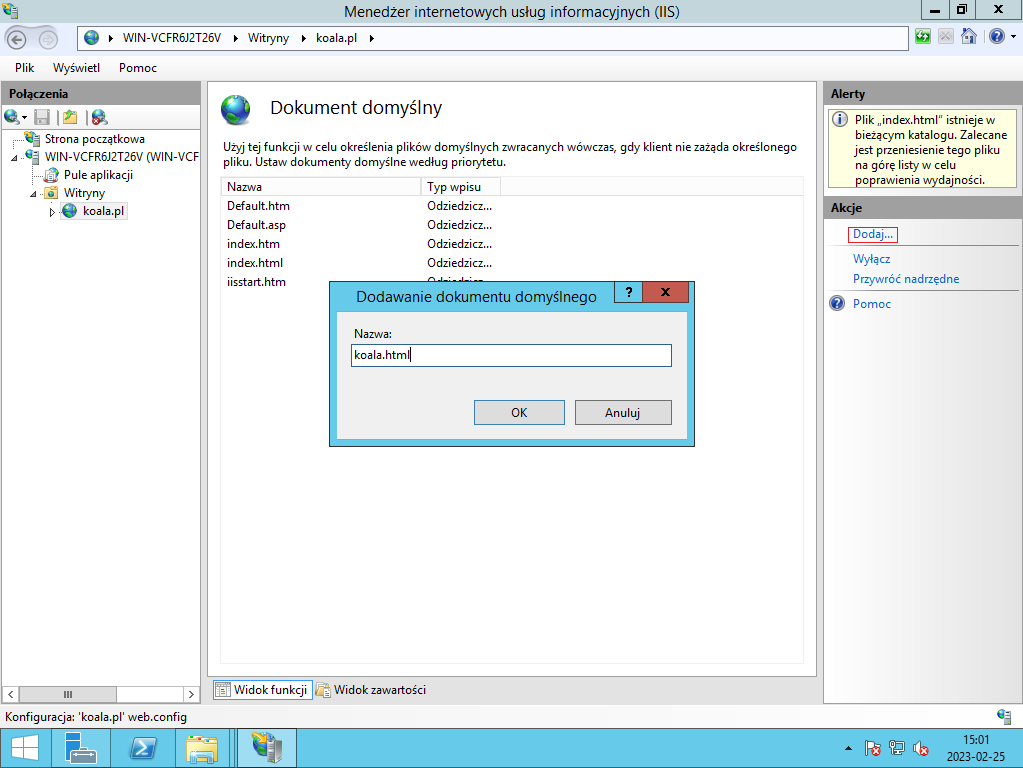 Menedżer internetowych usług informacyjnych (IIS)
WIN-VCFR6J2T26V
Witryny
koala.pl
Plik
Wyświetl
Pomoc
Połączenia
Strona początkowa
WIN-VCFR6J2T26V (WIN-VCF
Pule aplikacji
Witryny
koala.pl
Dokument domyślny
Użyj tej funkcji w celu określenia plików domyślnych zwracanych wówczas, gdy klient nie zażąda określonego
pliku. Ustaw dokumenty domyślne według priorytetu.
Nazwa Typ wpisu
Default.htm Odziedzicz...
Default.asp Odziedzicz...
index.htm Odziedzicz...
index.html Odziedzicz...
iisstart.htm Odziedzicz...
Dodawanie dokumentu domyślnego
?
x
Nazwa:
koala.html
OK
Anuluj
Widok funkcji
Widok zawartości
Alerty
Plik „index.html” istnieje w
bieżącym katalogu. Zalecane
jest przeniesienie tego pliku
na górę listy w celu
poprawienia wydajności.
Akcje
Dodaj...
Wyłącz
Przywróć nadrzędne
Pomoc
Konfiguracja: 'koala.pl' web.config
15:01
2023-02-25